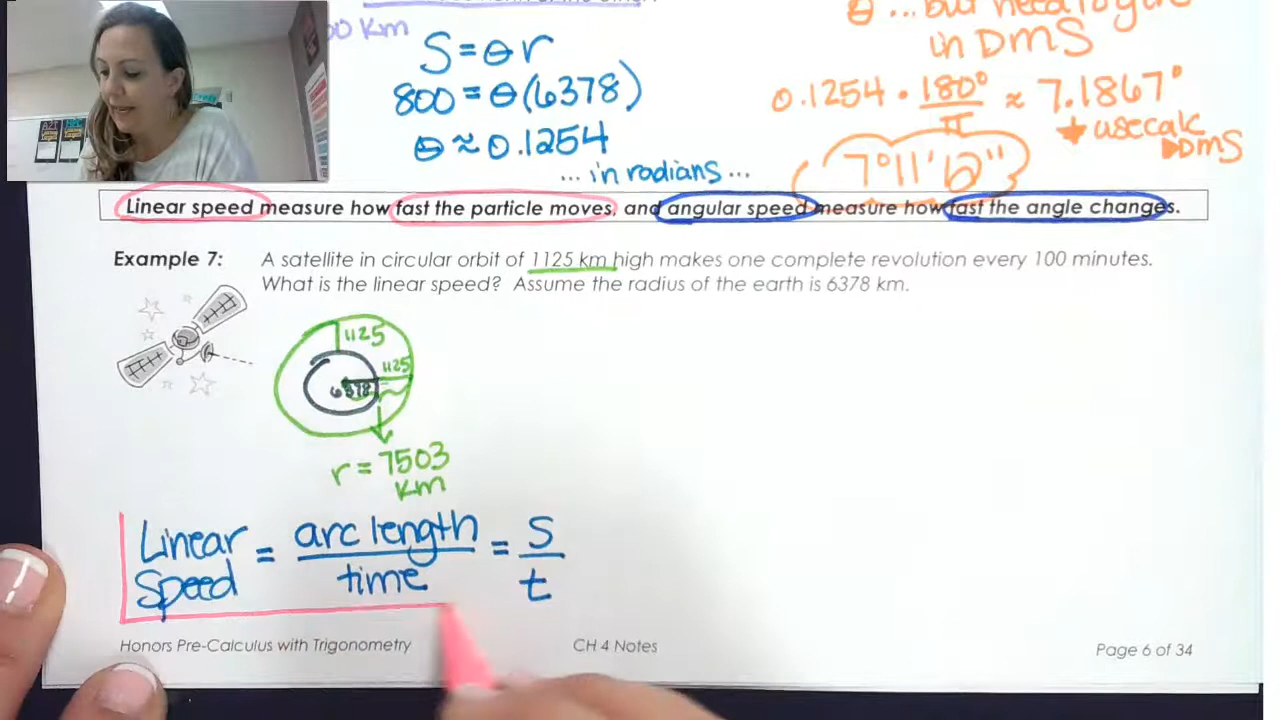 θ ...but need to give
in DMS
00 Km
S = θr
800 = θ(6378)
θ ≈ 0.1254
... in radians ...
0.1254 • 180°/π ≈ 7.1867°
use calc
▶DMS
7°11'12"
Linear speed measure how fast the particle moves, and angular speed measure how fast the angle changes.
Example 7: A satellite in circular orbit of 1125 km high makes one complete revolution every 100 minutes.
What is the linear speed? Assume the radius of the earth is 6378 km.
1125
1125
6378
r = 7503
Km
Linear Speed = arc length / time = S / t
Honors Pre-Calculus with Trigonometry CH 4 Notes Page 6 of 34